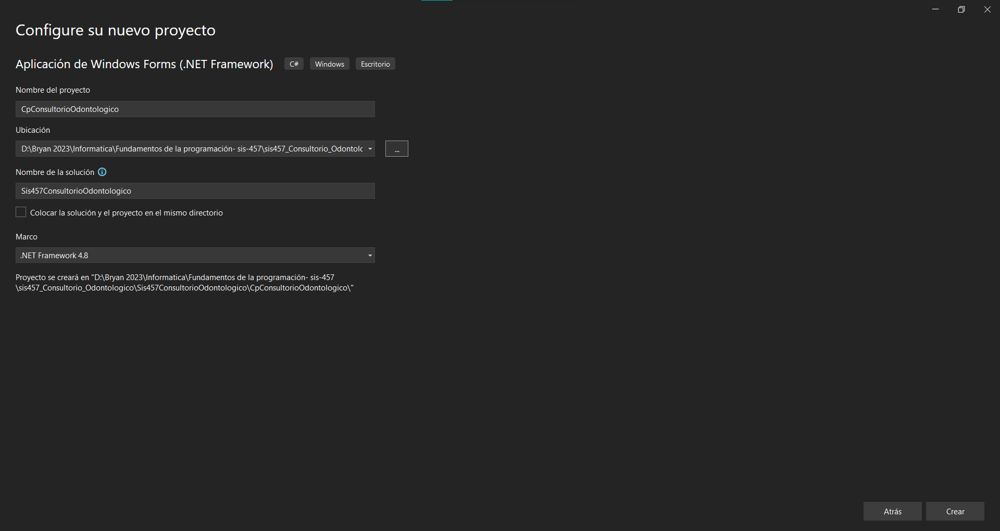 Configure su nuevo proyecto
Aplicación de Windows Forms (.NET Framework) C# Windows Escritorio
Nombre del proyecto
CpConsultorioOdontologico
Ubicación
D:\Bryan 2023\Informatica\Fundamentos de la programación- sis-457\sis457_Consultorio_Odontolo
...
Nombre de la solución
Sis457ConsultorioOdontologico
Colocar la solución y el proyecto en el mismo directorio
Marco
.NET Framework 4.8
Proyecto se creará en "D:\Bryan 2023\Informatica\Fundamentos de la programación- sis-457
\sis457_Consultorio_Odontologico\Sis457ConsultorioOdontologico\CpConsultorioOdontologico\"
Atrás Crear